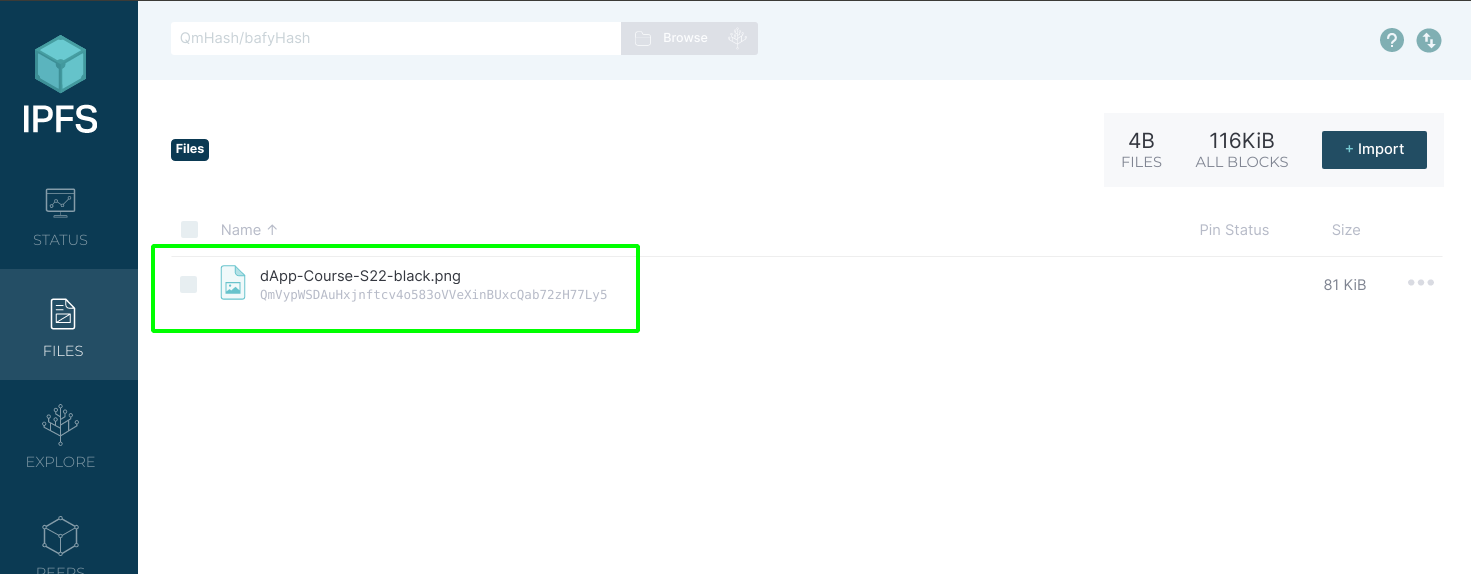 IPFS
QmHash/bafyHash
Browse
Files
4B
FILES
116KiB
ALL BLOCKS
+ Import
STATUS
FILES
EXPLORE
PEERS
Name ↑
Pin Status
Size
dApp-Course-S22-black.png
QmVypWSDAuHxjnftcv4o583oVVeXinBUxcQab72zH77Ly5
81 KiB